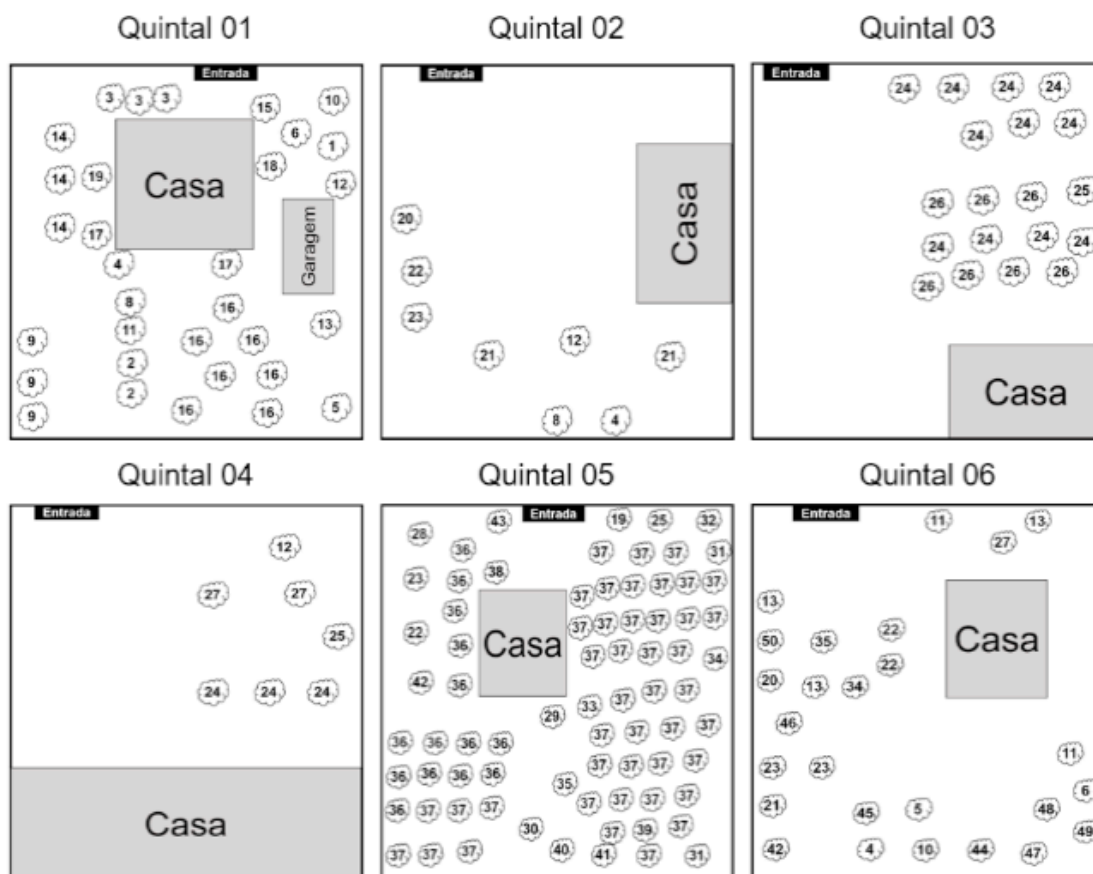 Quintal 01
Quintal 02
Quintal 03
Entrada
3 3 3 15 10
14 6 1
14 19 Casa 18 12
14 17 Garagem
4 17
8 16
11 13
9 16 16
2
9 2 16 16
9 16 16 5
Entrada
Casa
20
22
23
21 12 21
8 4
Entrada
24 24 24 24
24 24 24
26 26 26 25
24 24 24 24
26 26 26 26
Casa
Quintal 04
Quintal 05
Quintal 06
Entrada
12
27 27
25
24 24 24
Casa
Entrada
28 43 19 25 32
36 37 37 37 31
23 36 38 37 37 37 37 37 37
36 37 37 37 37 37 37
22 36 Casa 37 37 37 37 34
42 36 33 37 37 37
29
36 36 36 36 37 37 37 37
36 36 36 36 35 37 37 37 37
36 37 37 37 37 37 37 37
30 37 39 37
37 37 37 40 41 37 31
Entrada
11 13
27
13
50 35 22 Casa
20 13 34 22
46
11
23 23
21 45 5 48 6
49
42 4 10 44 47